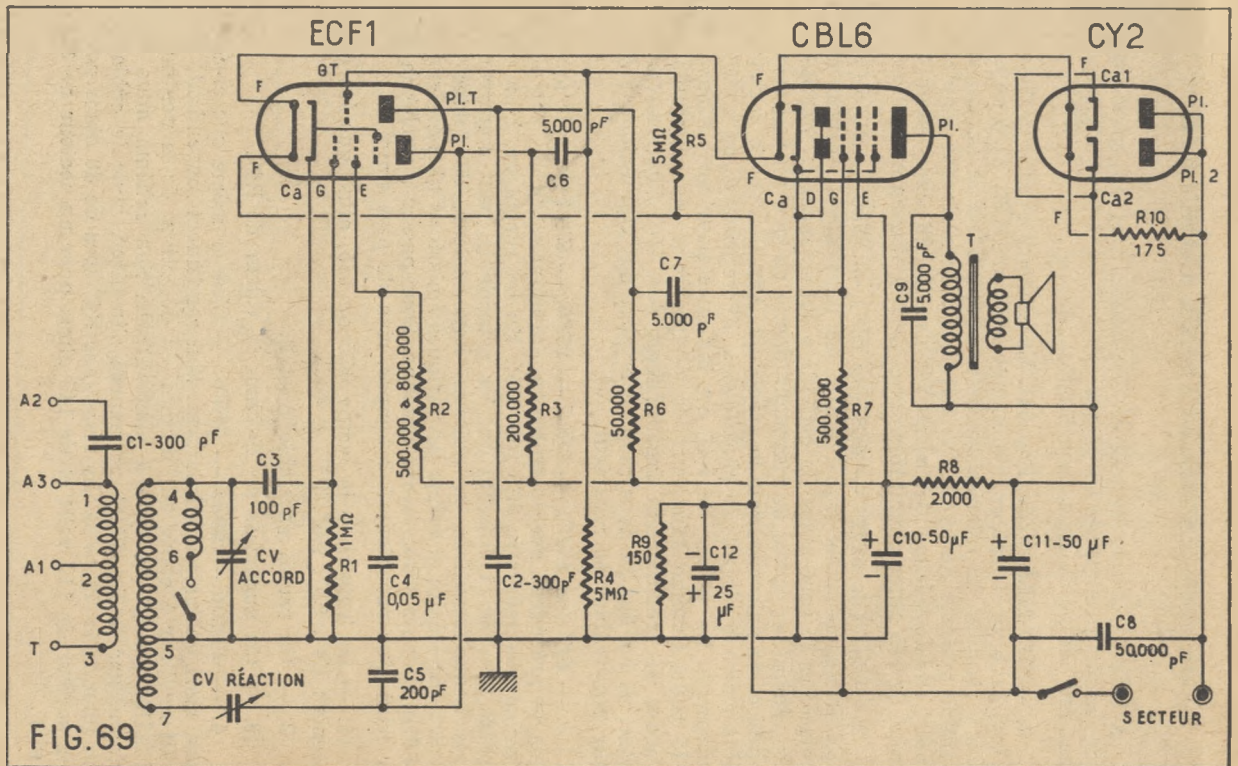 ECF1
CBL6
CY2
F
GT
Pl.T
Pl.
F
Ca
G
E
5.000 pF
C6
5MΩ
R5
F
F
Ca
D
G
E
Pl.
F
Ca1
Pl.
Pl. 2
Ca2
F
R10
175
C7
5.000 pF
C9
5.000 pF
T
A2
C1-300 pF
A3
A1
T
1
2
3
4
6
5
7
C3
100 pF
CV
ACCORD
R1
1MΩ
500.000 à 800.000
R2
200.000
R3
50.000
R6
500.000
R7
R8
2.000
C4
0,05 µF
C2-300pF
R4
5MΩ
R9
150
C12
25
µF
-
+
+
-
C10-50µF
+
-
C11-50 µF
C8
50,000 pF
C5
200pF
CV RÉACTION
SECTEUR
FIG.69